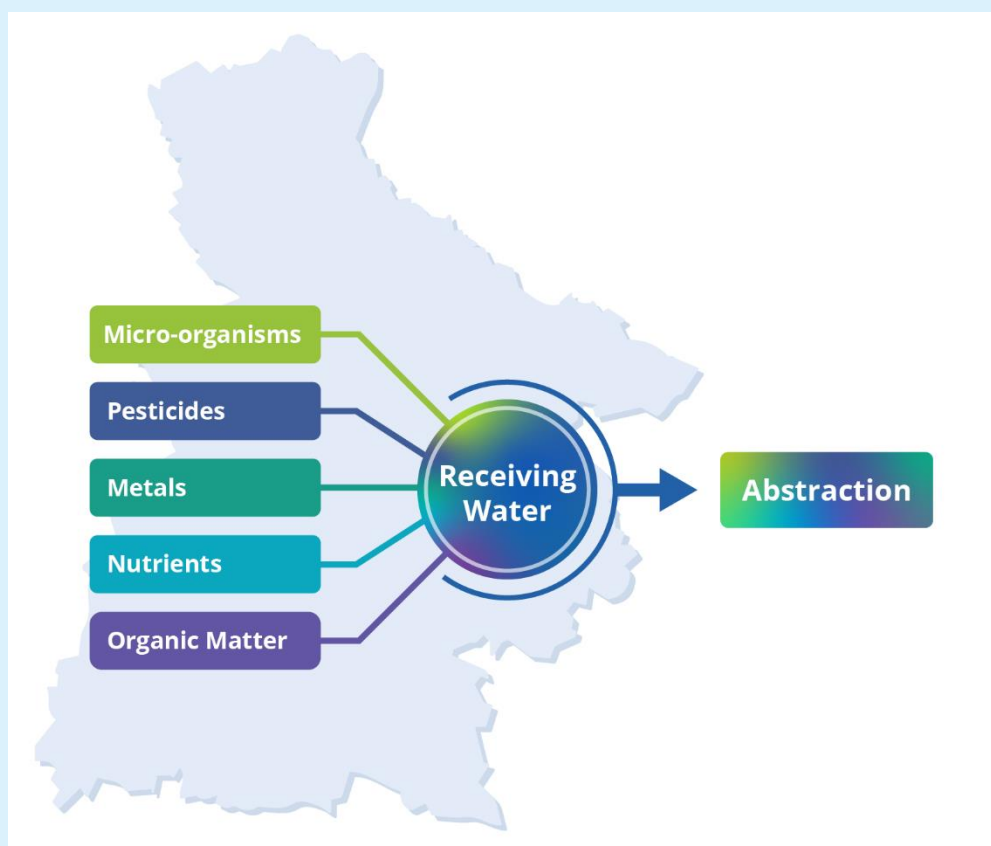 Micro-organisms
Pesticides
Metals
Nutrients
Organic Matter
Receiving
Water
Abstraction